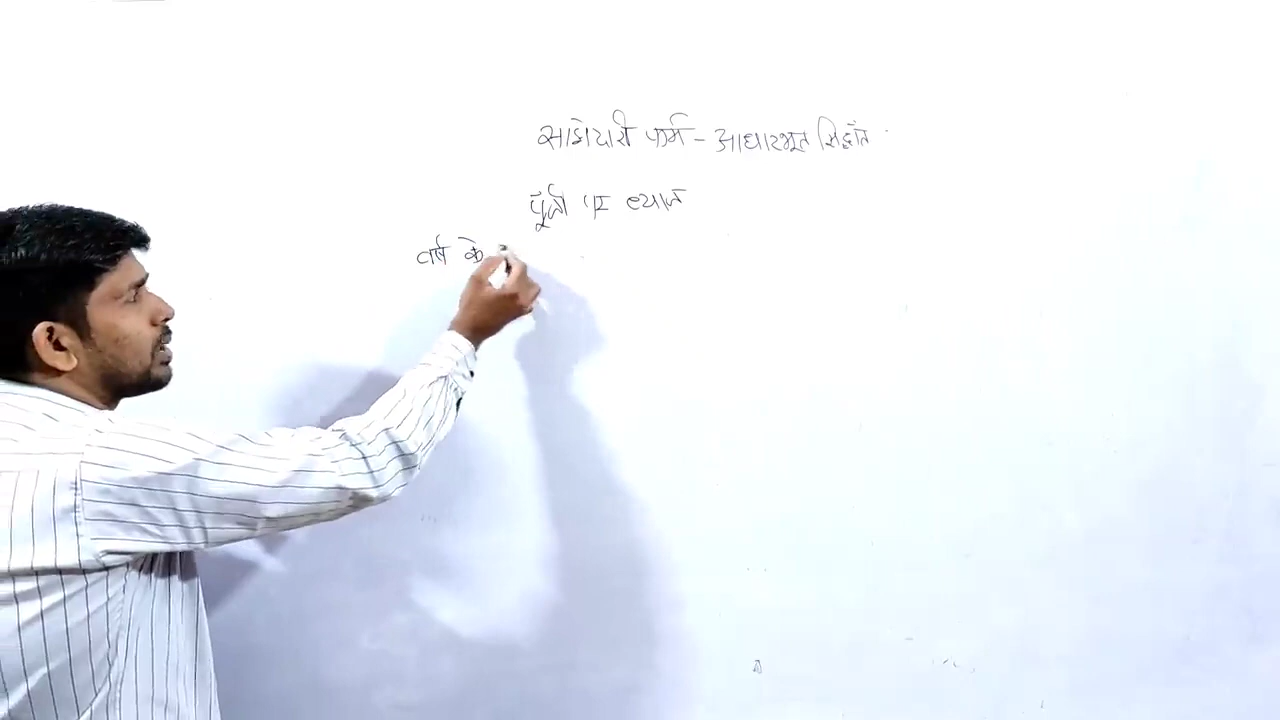 साझेदारी फर्म - आधारभूत सिद्धांत
पूँजी पर ब्याज
वर्ष के